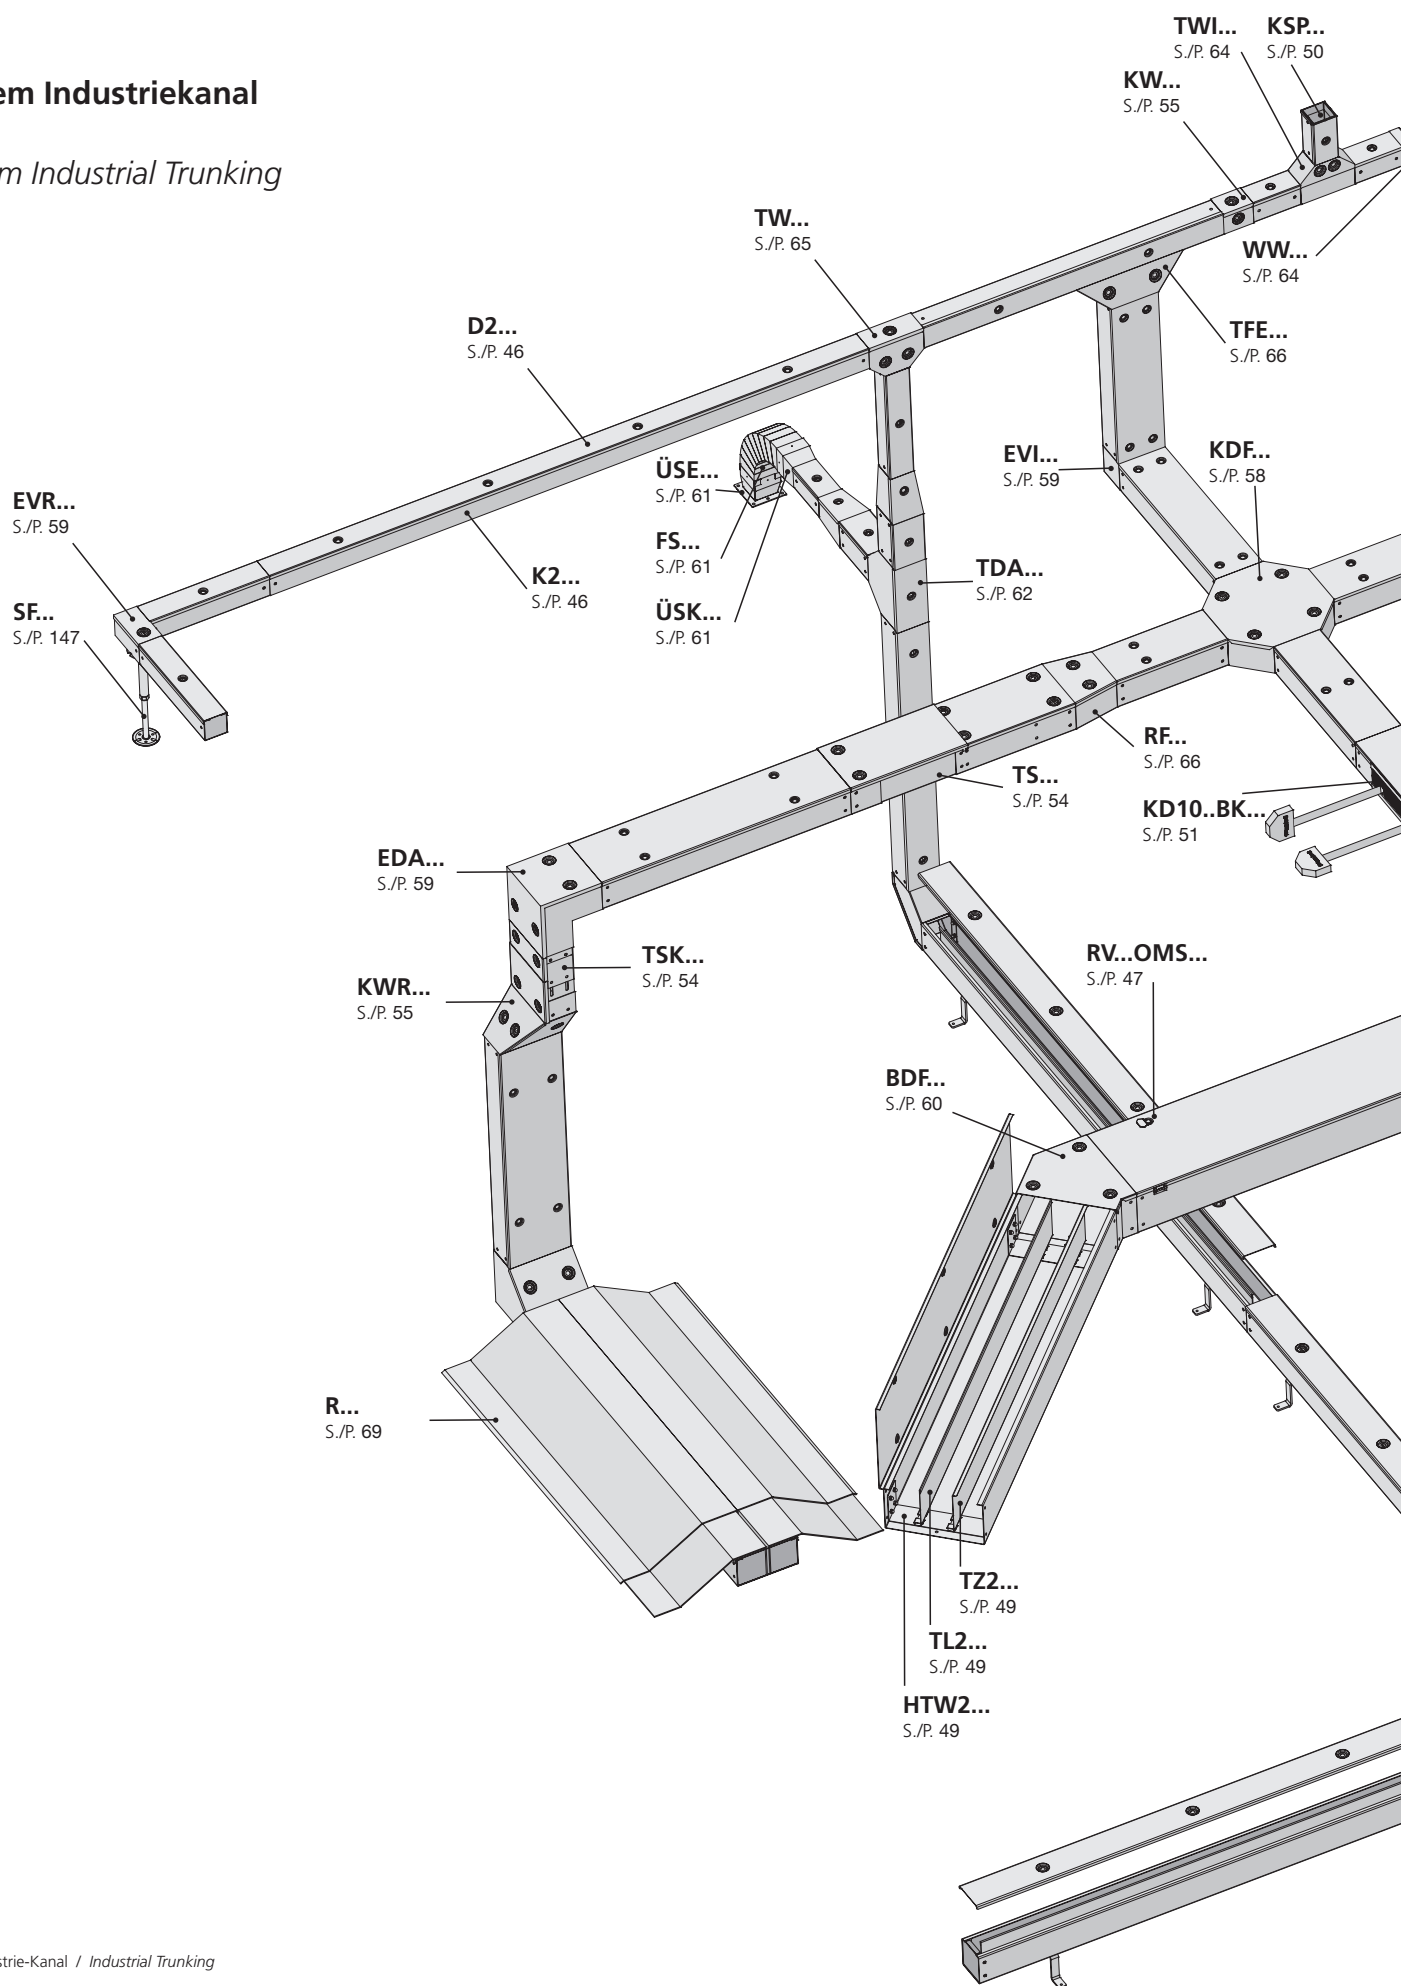 em Industriekanal
m Industrial Trunking
TWI...
S./P. 64
KSP...
S./P. 50
KW...
S./P. 55
TW...
S./P. 65
WW...
S./P. 64
D2...
S./P. 46
TFE...
S./P. 66
ÜSE...
S./P. 61
EVI...
S./P. 59
KDF...
S./P. 58
EVR...
S./P. 59
FS...
S./P. 61
K2...
S./P. 46
TDA...
S./P. 62
SF...
S./P. 147
ÜSK...
S./P. 61
RF...
S./P. 66
TS...
S./P. 54
KD10..BK...
S./P. 51
EDA...
S./P. 59
TSK...
S./P. 54
RV...OMS...
S./P. 47
KWR...
S./P. 55
BDF...
S./P. 60
R...
S./P. 69
TZ2...
S./P. 49
TL2...
S./P. 49
HTW2...
S./P. 49
strie-Kanal / Industrial Trunking